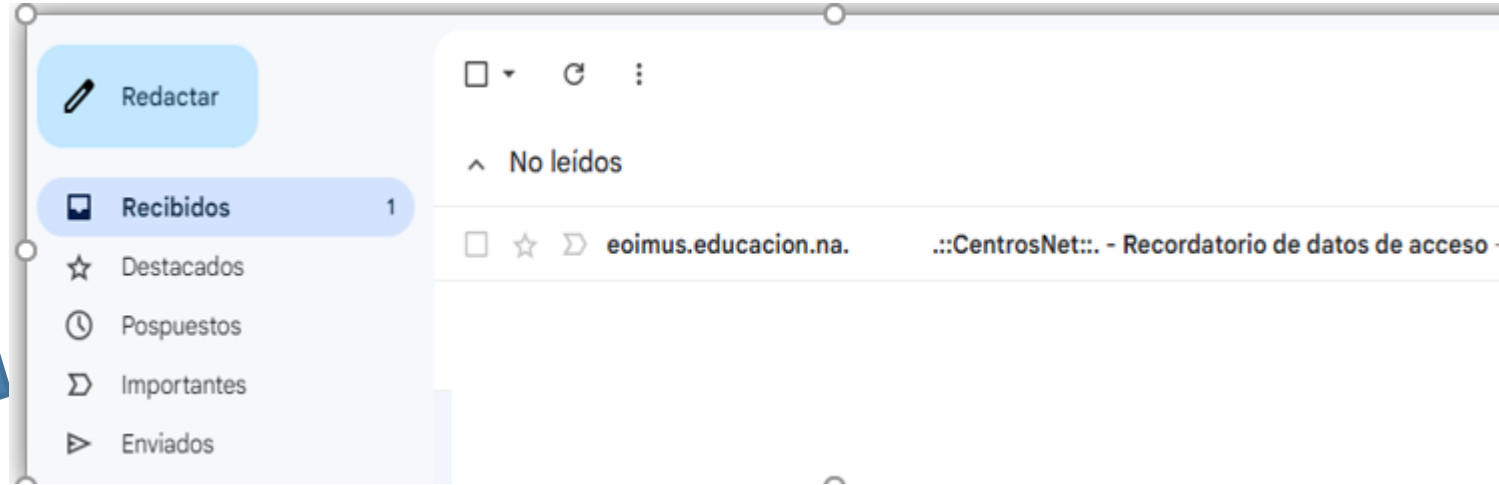 Redactar
No leídos
Recibidos 1
eoimus.educacion.na. .::CentrosNet::. - Recordatorio de datos de acceso -
Destacados
Pospuestos
Importantes
Enviados